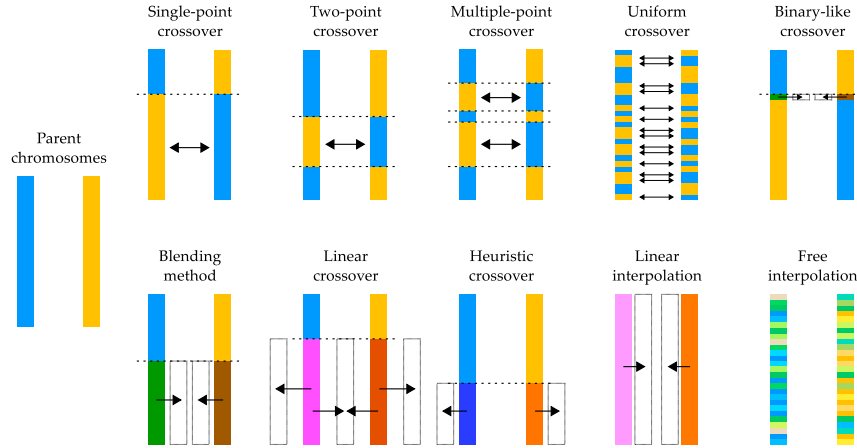 Single-point
crossover
Two-point
crossover
Multiple-point
crossover
Uniform
crossover
Binary-like
crossover
Parent
chromosomes
Blending
method
Linear
crossover
Heuristic
crossover
Linear
interpolation
Free
interpolation